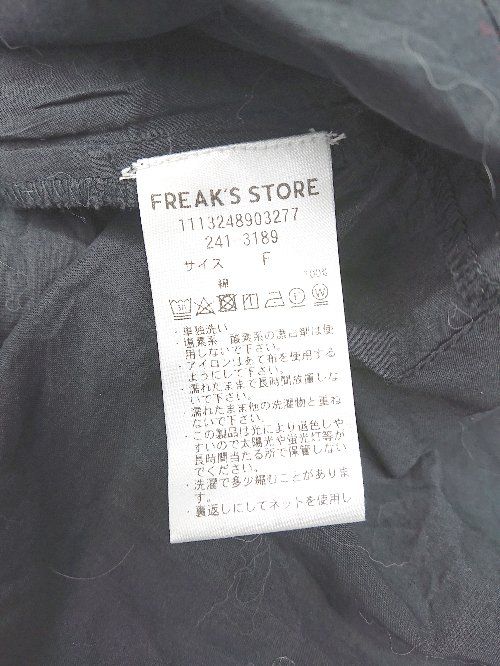 FREAK'S STORE
1113248903277
241 3189
サイズ F
綿 100%
・単独洗い
・塩素系、酸素系の漂白剤は使
用しないで下さい。
・アイロンはあて布を使用する
ようにして下さい。
・濡れたままで長時間放置しな
いで下さい。
・濡れたまま他の洗濯物と重ね
ないで下さい。
・この製品は光により退色しや
すいので太陽光や蛍光灯等が
長時間当たる所で保管しない
でください。
・洗濯で多少縮むことがありま
す。
・裏返しにしてネットを使用し